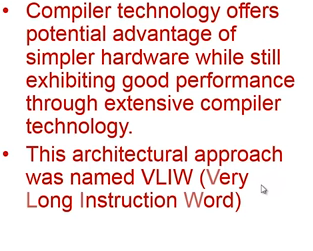 • Compiler technology offers
potential advantage of
simpler hardware while still
exhibiting good performance
through extensive compiler
technology.
• This architectural approach
was named VLIW (Very
Long Instruction Word)